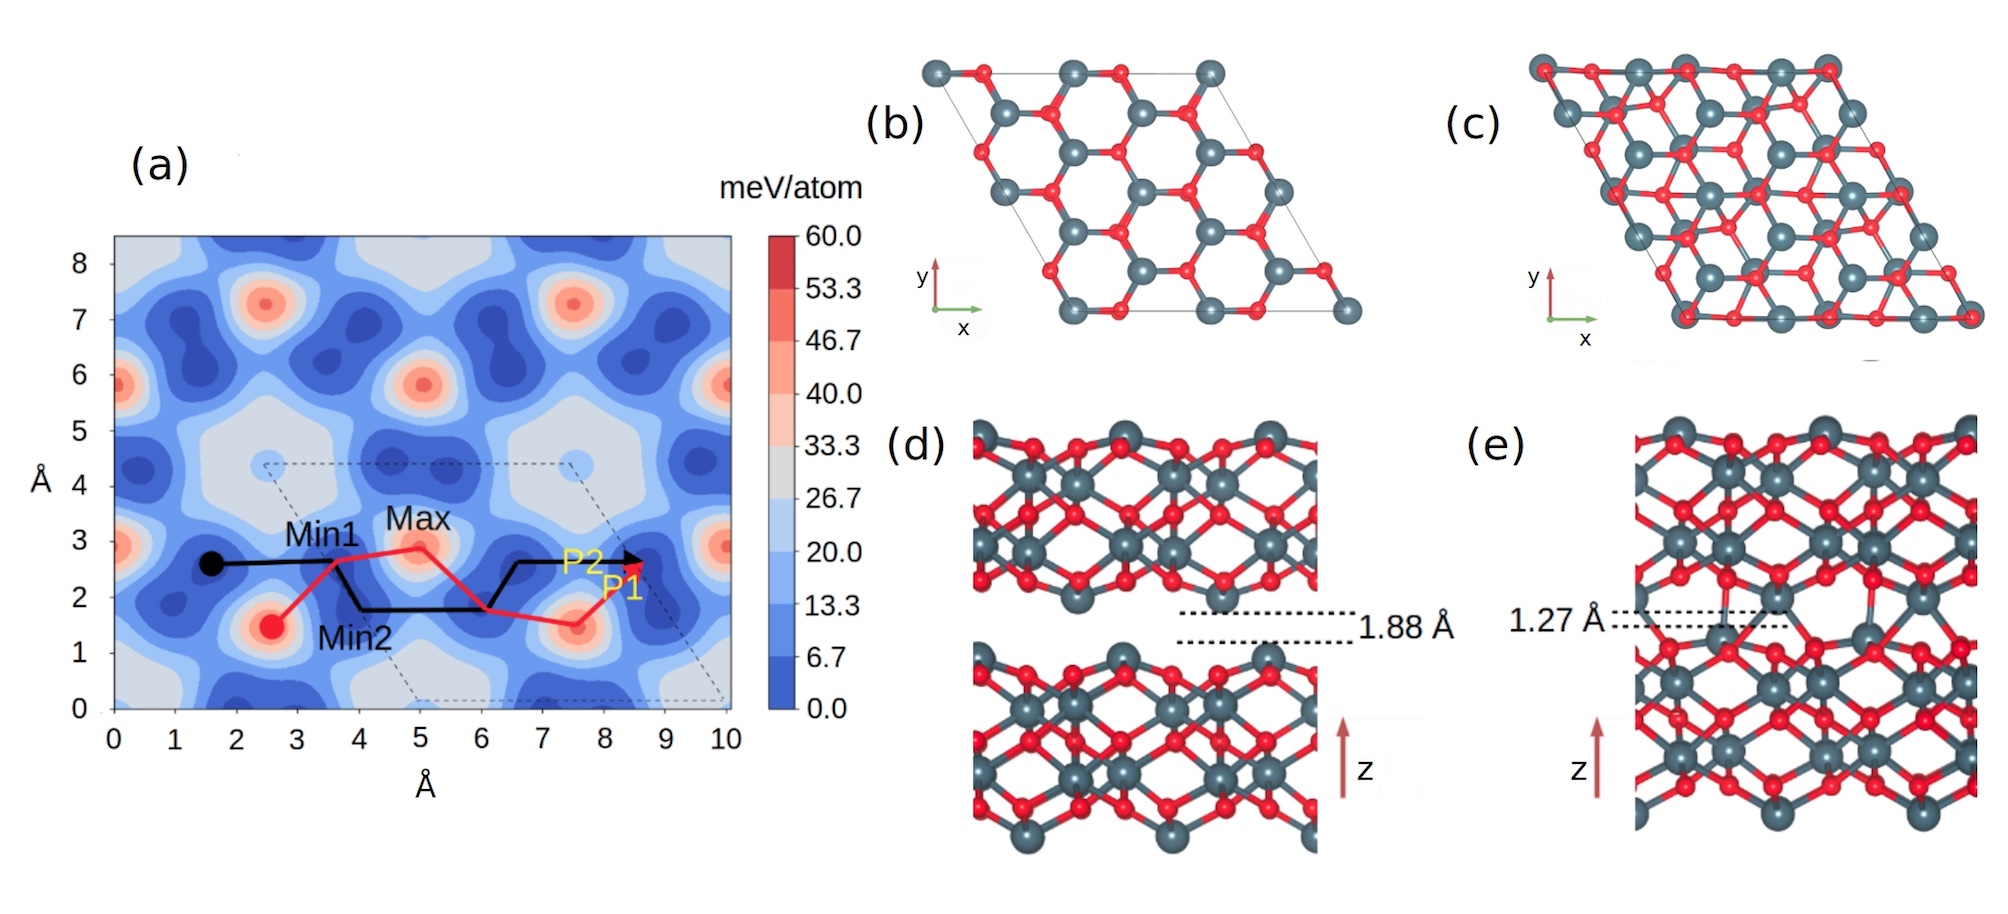 (a)
meV/atom
60.0
53.3
46.7
40.0
33.3
26.7
20.0
13.3
6.7
0.0
8
7
6
5
4
3
2
1
0
Å
0 1 2 3 4 5 6 7 8 9 10
Å
Min1
Max
Min2
P2
P1
(b)
y
x
(c)
y
x
(d)
1.88 Å
z
(e)
1.27 Å
z